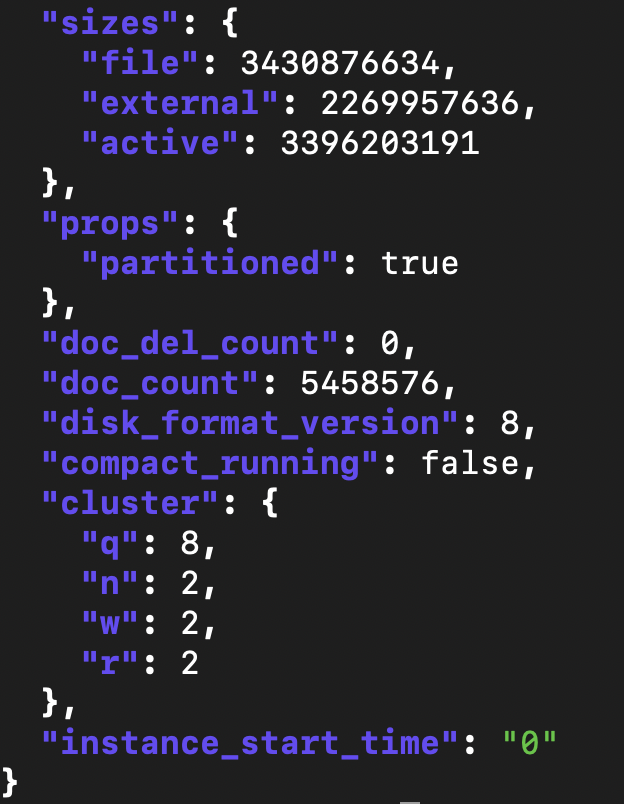 "sizes": {
"file": 3430876634,
"external": 2269957636,
"active": 3396203191
},
"props": {
"partitioned": true
},
"doc_del_count": 0,
"doc_count": 5458576,
"disk_format_version": 8,
"compact_running": false,
"cluster": {
"q": 8,
"n": 2,
"w": 2,
"r": 2
},
"instance_start_time": "0"
}